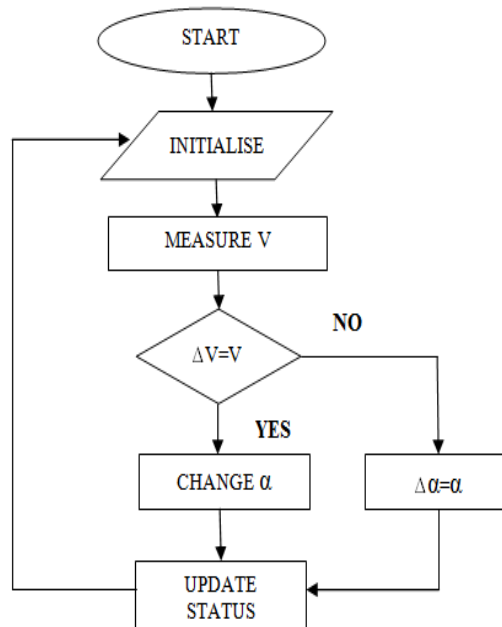 START
INITIALISE
MEASURE V
ΔV=V
NO
YES
CHANGE α
Δα=α
UPDATE
STATUS